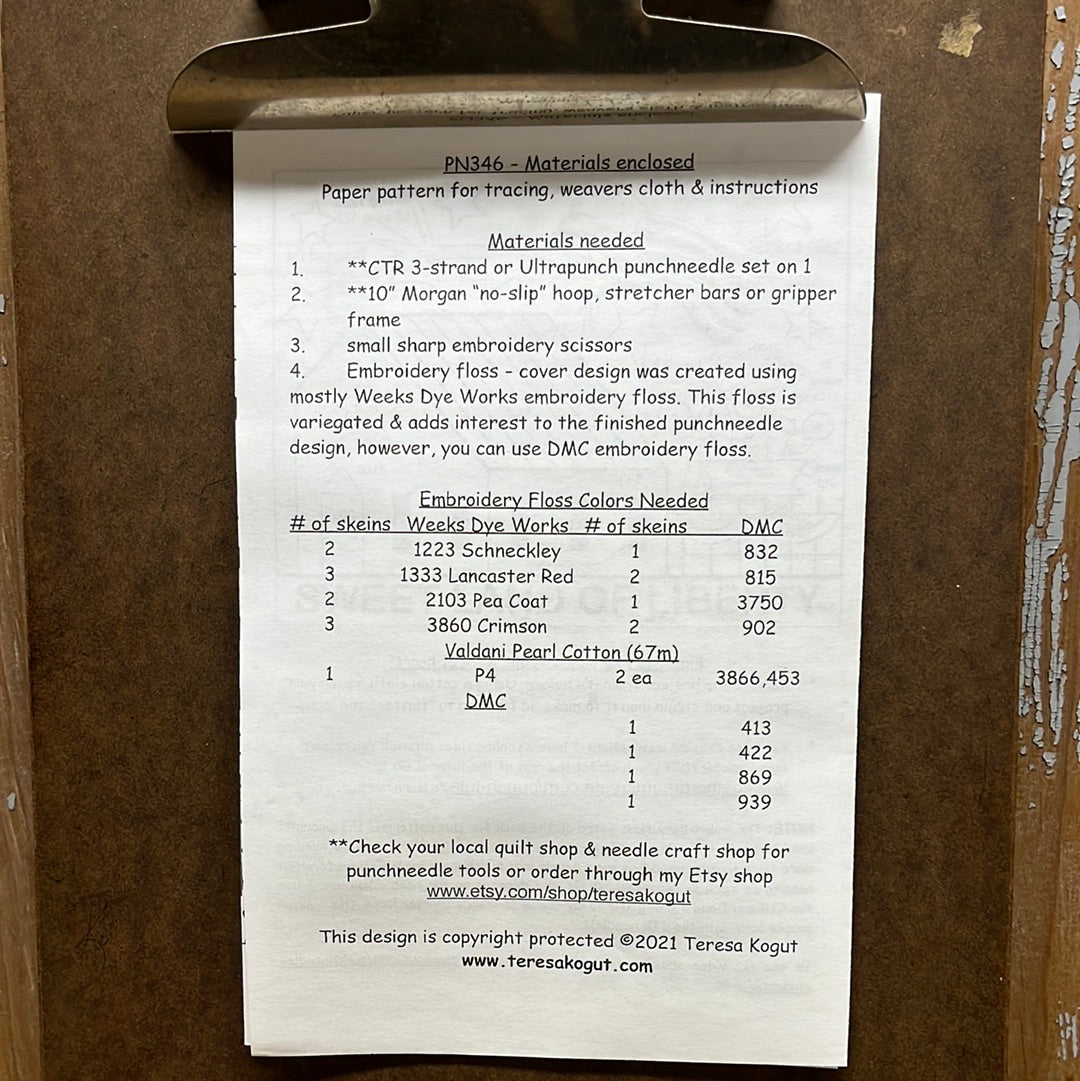 PN346 - Materials enclosed
Paper pattern for tracing, weavers cloth & instructions
Materials needed
1. **CTR 3-strand or Ultrapunch punchneedle set on 1
2. **10" Morgan "no-slip" hoop, stretcher bars or gripper
frame
3. small sharp embroidery scissors
4. Embroidery floss - cover design was created using
mostly Weeks Dye Works embroidery floss. This floss is
variegated & adds interest to the finished punchneedle
design, however, you can use DMC embroidery floss.
Embroidery Floss Colors Needed
# of skeins Weeks Dye Works # of skeins DMC
2 1223 Schneckley 1 832
3 1333 Lancaster Red 2 815
2 2103 Pea Coat 1 3750
3 3860 Crimson 2 902
Valdani Pearl Cotton (67m)
1 P4 2 ea 3866,453
DMC
1 413
1 422
1 869
1 939
**Check your local quilt shop & needle craft shop for
punchneedle tools or order through my Etsy shop
www.etsy.com/shop/teresakogut
This design is copyright protected ©2021 Teresa Kogut
www.teresakogut.com
SWEET LAND OF LIBERTY